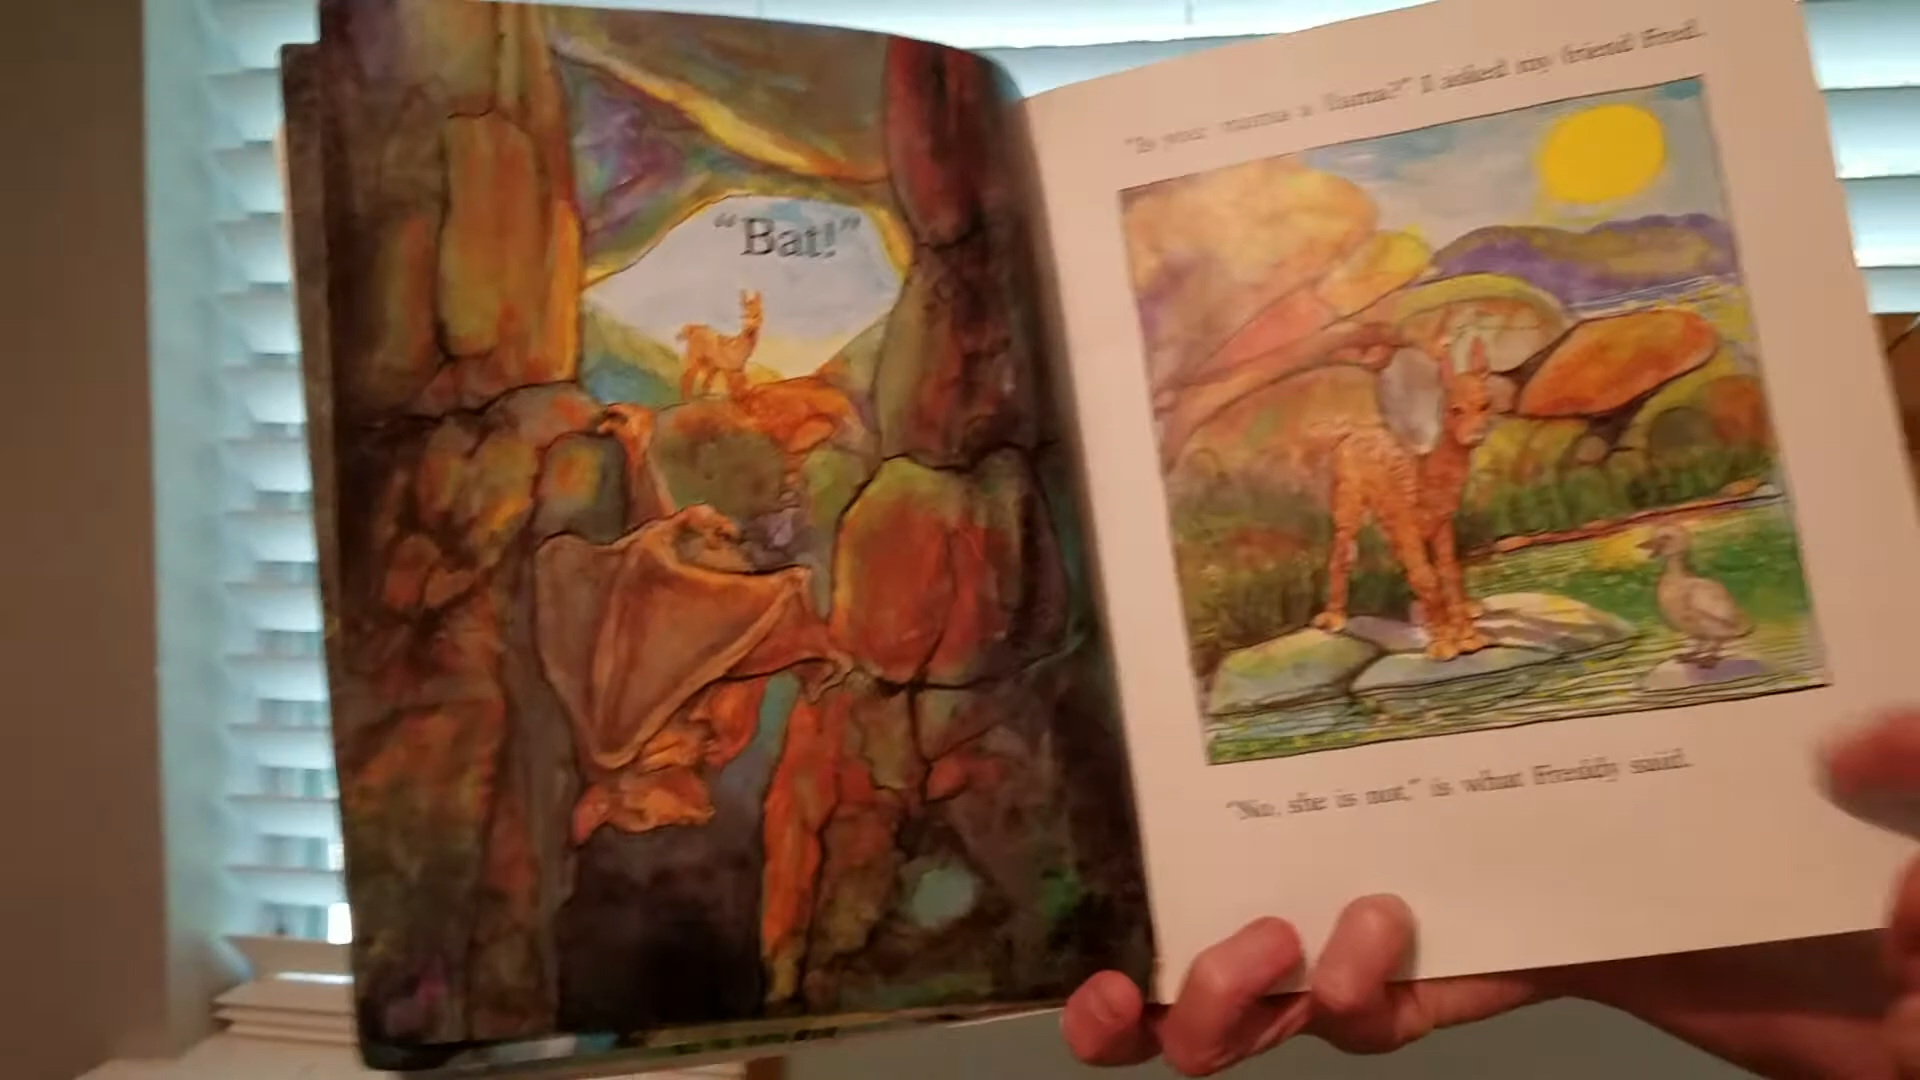 “Bat!”
“Is your mama a llama?” I asked my friend Fred.
“No, she is not,” is what Freddy said.